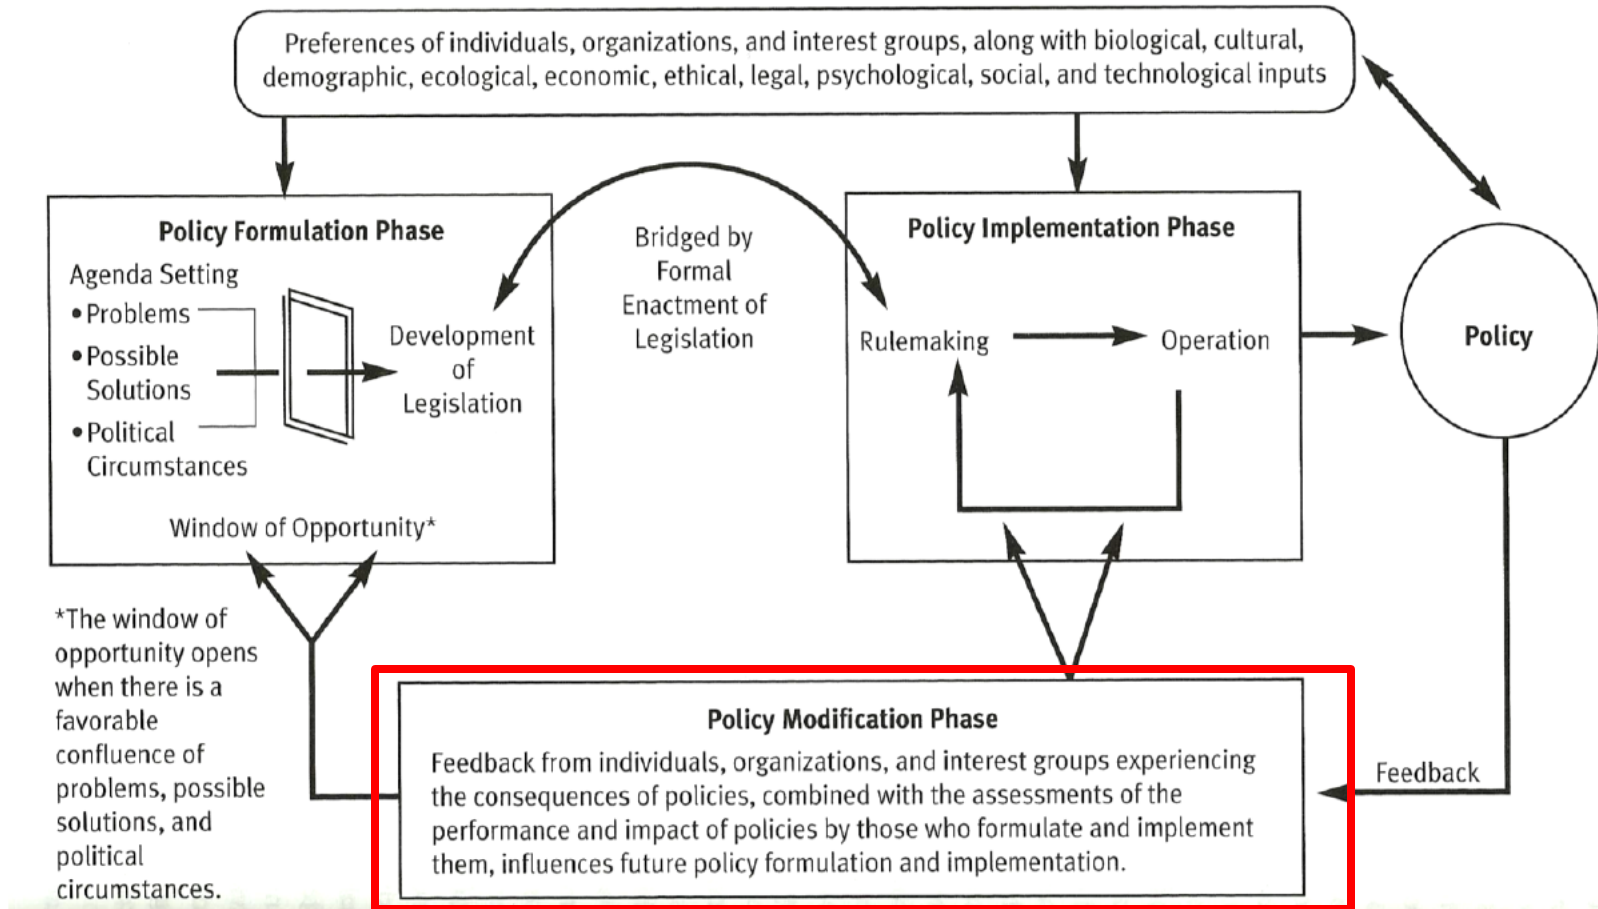 Preferences of individuals, organizations, and interest groups, along with biological, cultural,
demographic, ecological, economic, ethical, legal, psychological, social, and technological inputs
Policy Formulation Phase
Agenda Setting
• Problems
• Possible
Solutions
• Political
Circumstances
Development
of
Legislation
Window of Opportunity*
Bridged by
Formal
Enactment of
Legislation
Policy Implementation Phase
Rulemaking
Operation
Policy
*The window of
opportunity opens
when there is a
favorable
confluence of
problems, possible
solutions, and
political
circumstances.
Policy Modification Phase
Feedback from individuals, organizations, and interest groups experiencing
the consequences of policies, combined with the assessments of the
performance and impact of policies by those who formulate and implement
them, influences future policy formulation and implementation.
Feedback